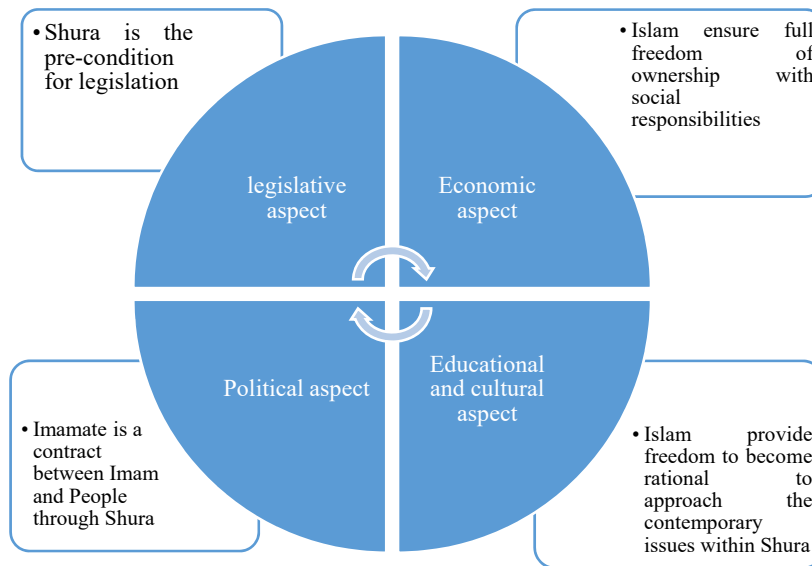 • Shura is the
pre-condition
for legislation
• Islam ensure full
freedom of
ownership with
social
responsibilities
legislative
aspect
Economic
aspect
Political aspect
Educational
and cultural
aspect
• Imamate is a
contract
between Imam
and People
through Shura
• Islam provide
freedom to become
rational to
approach the
contemporary
issues within Shura